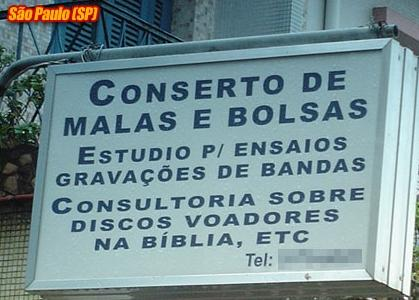 São Paulo (SP)
CONSERTO DE
MALAS E BOLSAS
ESTUDIO P/ ENSAIOS
GRAVAÇÕES DE BANDAS
CONSULTORIA SOBRE
DISCOS VOADORES
NA BÍBLIA, ETC
Tel: